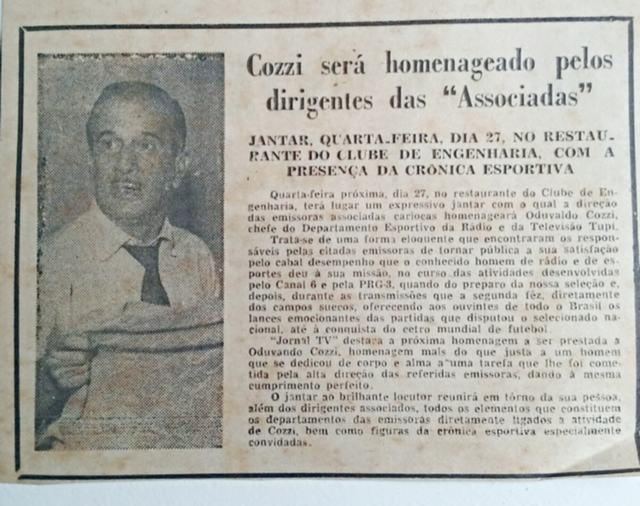 Cozzi será homenageado pelos
dirigentes das "Associadas"
JANTAR, QUARTA-FEIRA, DIA 27, NO RESTAU-
RANTE DO CLUBE DE ENGENHARIA, COM A
PRESENÇA DA CRÔNICA ESPORTIVA
Quarta-feira próxima, dia 27, no restaurante do Clube de En-
genharia, terá lugar um expressivo jantar com o qual a direção
das emissoras associadas cariocas homenageará Oduvaldo Cozzi,
chefe do Departamento Esportivo da Rádio e da Televisão Tupi.
Trata-se de uma forma eloquente que encontraram os respon-
sáveis pelas citadas emissoras de tornar pública a sua satisfação
pelo cabal desempenho que o conhecido homem de rádio e de es-
portes deu à sua missão, no curso das atividades desenvolvidas
pelo Canal 6 e pela PRG-3, quando do preparo da nossa seleção e,
depois, durante as transmissões que a segunda fêz, diretamente
dos campos suecos, oferecendo aos ouvintes de todo o Brasil os
lances emocionantes das partidas que disputou o selecionado na-
cional, até à conquista do cetro mundial de futebol.
"Jornal TV" destaca a próxima homenagem a ser prestada a
Oduvando Cozzi, homenagem mais do que justa a um homem
que se dedicou de corpo e alma a uma tarefa que lhe foi come-
tida pela alta direção das referidas emissoras, dando à mesma
cumprimento perfeito.
O jantar ao brilhante locutor reunirá em tôrno da sua pessoa,
além dos dirigentes associados, todos os elementos que constituem
os departamentos das emissoras diretamente ligados a atividade
de Cozzi, bem como figuras da crônica esportiva especialmente
convidadas.